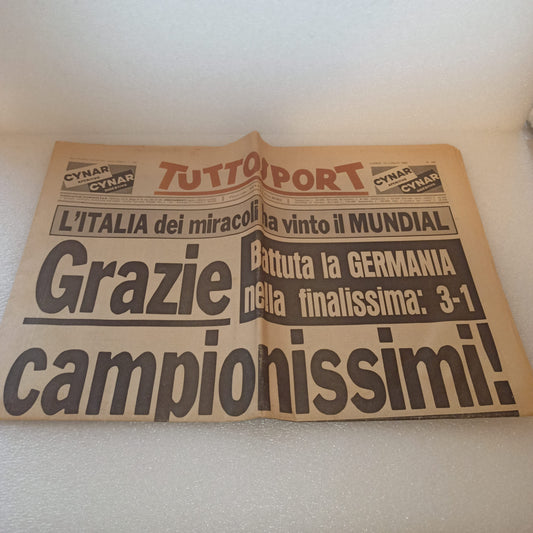 CYNAR
CYNAR
TUTTOSPORT
CYNAR
CYNAR
L'ITALIA dei miracoli ha vinto il MUNDIAL
Grazie
Battuta la GERMANIA
nella finalissima: 3-1
campionissimi!